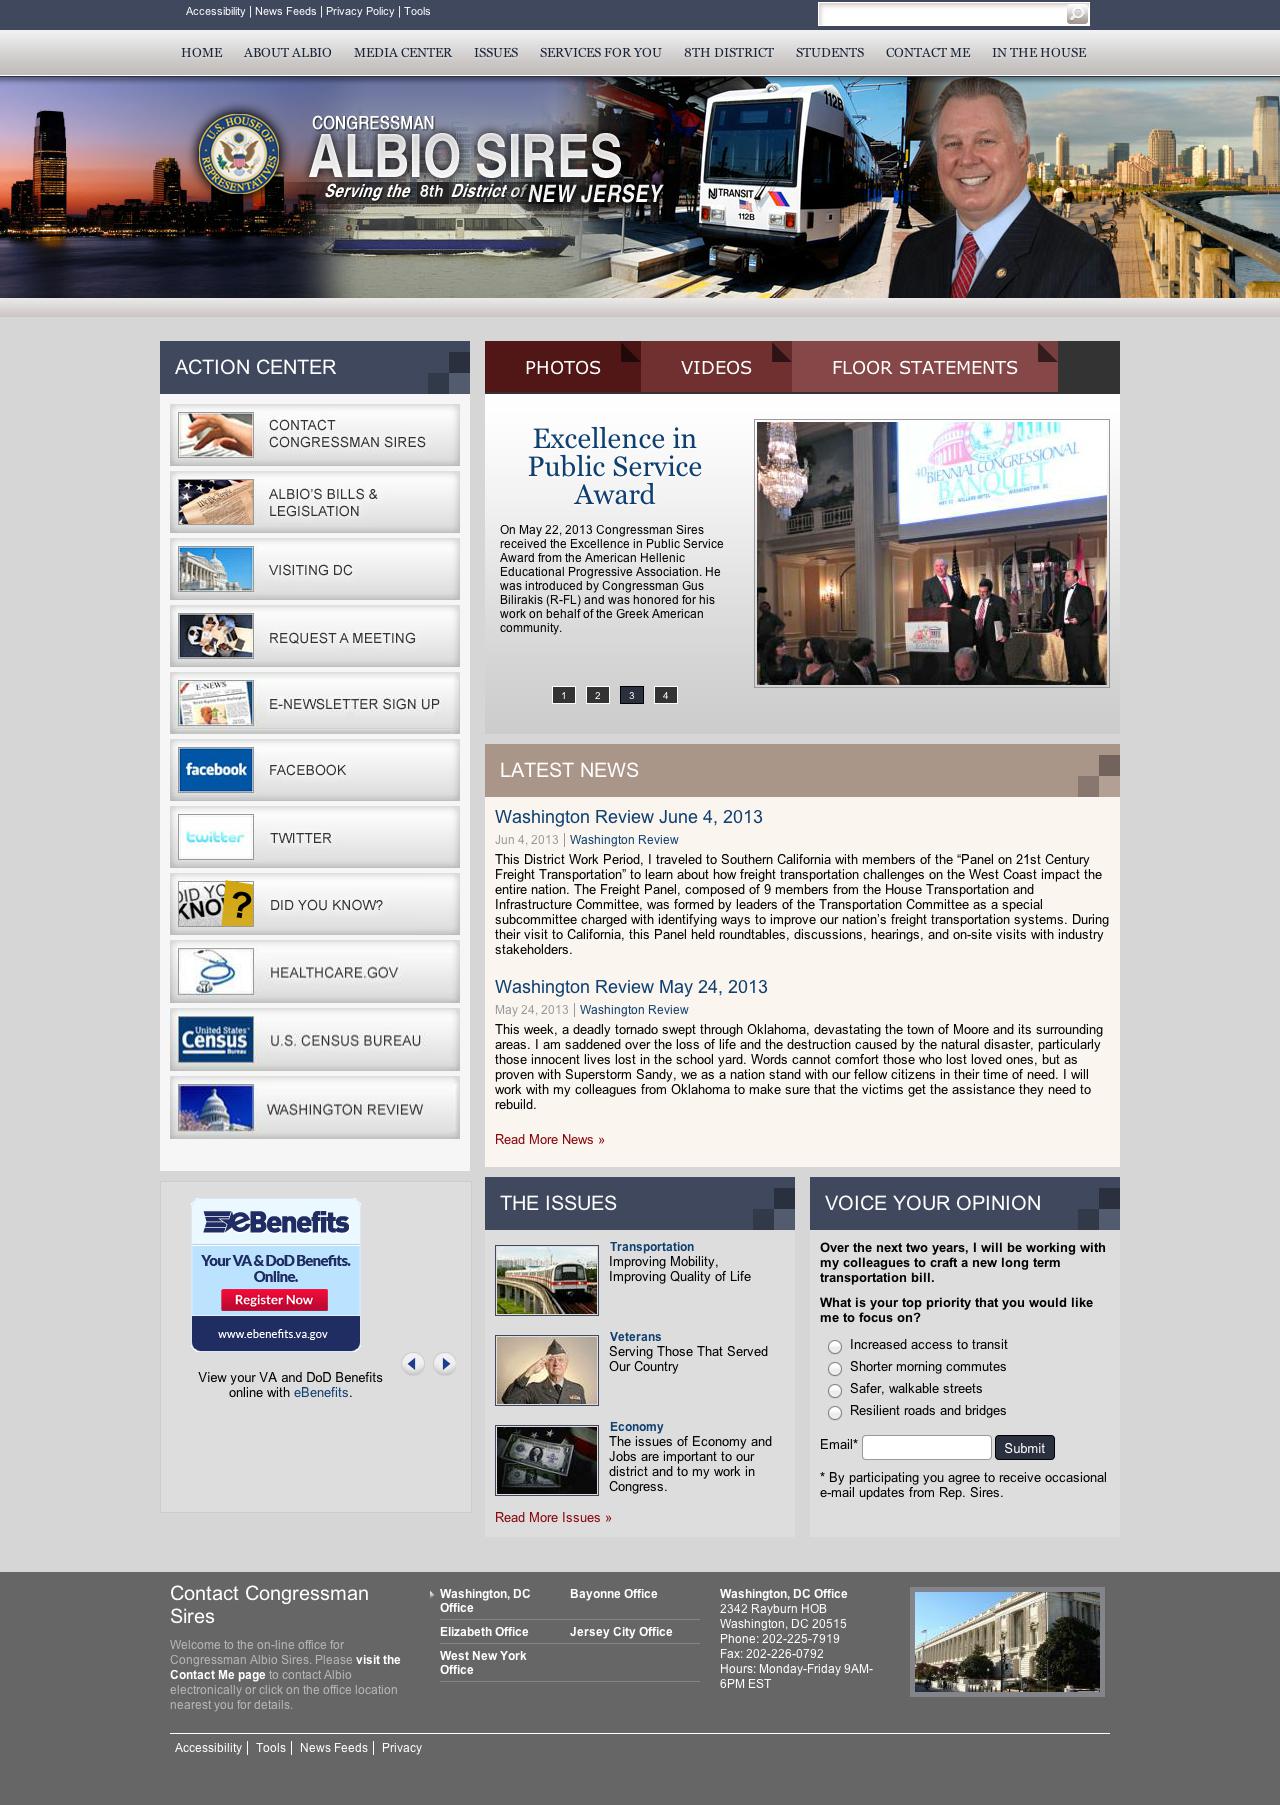 Accessibility | News Feeds | Privacy Policy | Tools
HOME ABOUT ALBIO MEDIA CENTER ISSUES SERVICES FOR YOU 8TH DISTRICT STUDENTS CONTACT ME IN THE HOUSE
U.S. HOUSE OF REPRESENTATIVES
CONGRESSMAN
ALBIO SIRES
Serving the 8th District of NEW JERSEY
112B
NJ TRANSIT
112B
ACTION CENTER
CONTACT
CONGRESSMAN SIRES
ALBIO'S BILLS &
LEGISLATION
VISITING DC
REQUEST A MEETING
E-NEWS
E-NEWSLETTER SIGN UP
facebook
FACEBOOK
twitter
TWITTER
DID YO
KNO ?
DID YOU KNOW?
HEALTHCARE.GOV
United States
Census
Bureau
U.S. CENSUS BUREAU
WASHINGTON REVIEW
eBenefits
Your VA & DoD Benefits.
Online.
Register Now
www.ebenefits.va.gov
View your VA and DoD Benefits
online with eBenefits.
PHOTOS VIDEOS FLOOR STATEMENTS
Excellence in
Public Service
Award
On May 22, 2013 Congressman Sires
received the Excellence in Public Service
Award from the American Hellenic
Educational Progressive Association. He
was introduced by Congressman Gus
Bilirakis (R-FL) and was honored for his
work on behalf of the Greek American
community.
1 2 3 4
40 BIENNIAL CONGRESSIONAL
BANQUET
LATEST NEWS
Washington Review June 4, 2013
Jun 4, 2013 | Washington Review
This District Work Period, I traveled to Southern California with members of the “Panel on 21st Century
Freight Transportation” to learn about how freight transportation challenges on the West Coast impact the
entire nation. The Freight Panel, composed of 9 members from the House Transportation and
Infrastructure Committee, was formed by leaders of the Transportation Committee as a special
subcommittee charged with identifying ways to improve our nation’s freight transportation systems. During
their visit to California, this Panel held roundtables, discussions, hearings, and on-site visits with industry
stakeholders.
Washington Review May 24, 2013
May 24, 2013 | Washington Review
This week, a deadly tornado swept through Oklahoma, devastating the town of Moore and its surrounding
areas. I am saddened over the loss of life and the destruction caused by the natural disaster, particularly
those innocent lives lost in the school yard. Words cannot comfort those who lost loved ones, but as
proven with Superstorm Sandy, we as a nation stand with our fellow citizens in their time of need. I will
work with my colleagues from Oklahoma to make sure that the victims get the assistance they need to
rebuild.
Read More News »
THE ISSUES
Transportation
Improving Mobility,
Improving Quality of Life
Veterans
Serving Those That Served
Our Country
Economy
The issues of Economy and
Jobs are important to our
district and to my work in
Congress.
Read More Issues »
VOICE YOUR OPINION
Over the next two years, I will be working with
my colleagues to craft a new long term
transportation bill.
What is your top priority that you would like
me to focus on?
Increased access to transit
Shorter morning commutes
Safer, walkable streets
Resilient roads and bridges
Email* Submit
* By participating you agree to receive occasional
e-mail updates from Rep. Sires.
Contact Congressman
Sires
Welcome to the on-line office for
Congressman Albio Sires. Please visit the
Contact Me page to contact Albio
electronically or click on the office location
nearest you for details.
Washington, DC
Office
Bayonne Office
Elizabeth Office
Jersey City Office
West New York
Office
Washington, DC Office
2342 Rayburn HOB
Washington, DC 20515
Phone: 202-225-7919
Fax: 202-226-0792
Hours: Monday-Friday 9AM-
6PM EST
Accessibility | Tools | News Feeds | Privacy